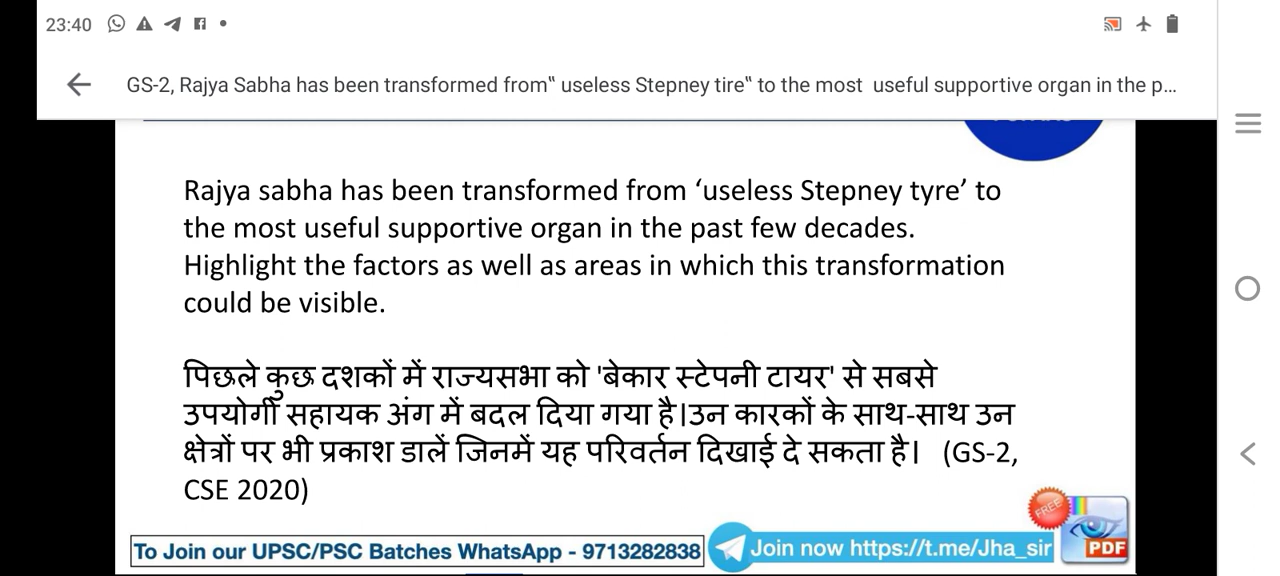 23:40
GS-2, Rajya Sabha has been transformed from‟ useless Stepney tire‟ to the most useful supportive organ in the p...
Rajya sabha has been transformed from ‘useless Stepney tyre’ to
the most useful supportive organ in the past few decades.
Highlight the factors as well as areas in which this transformation
could be visible.
पिछले कुछ दशकों में राज्यसभा को 'बेकार स्टेपनी टायर' से सबसे
उपयोगी सहायक अंग में बदल दिया गया है।उन कारकों के साथ-साथ उन
क्षेत्रों पर भी प्रकाश डालें जिनमें यह परिवर्तन दिखाई दे सकता है। (GS-2,
CSE 2020)
FREE
To Join our UPSC/PSC Batches WhatsApp - 9713282838
Join now https://t.me/Jha_sir
PDF